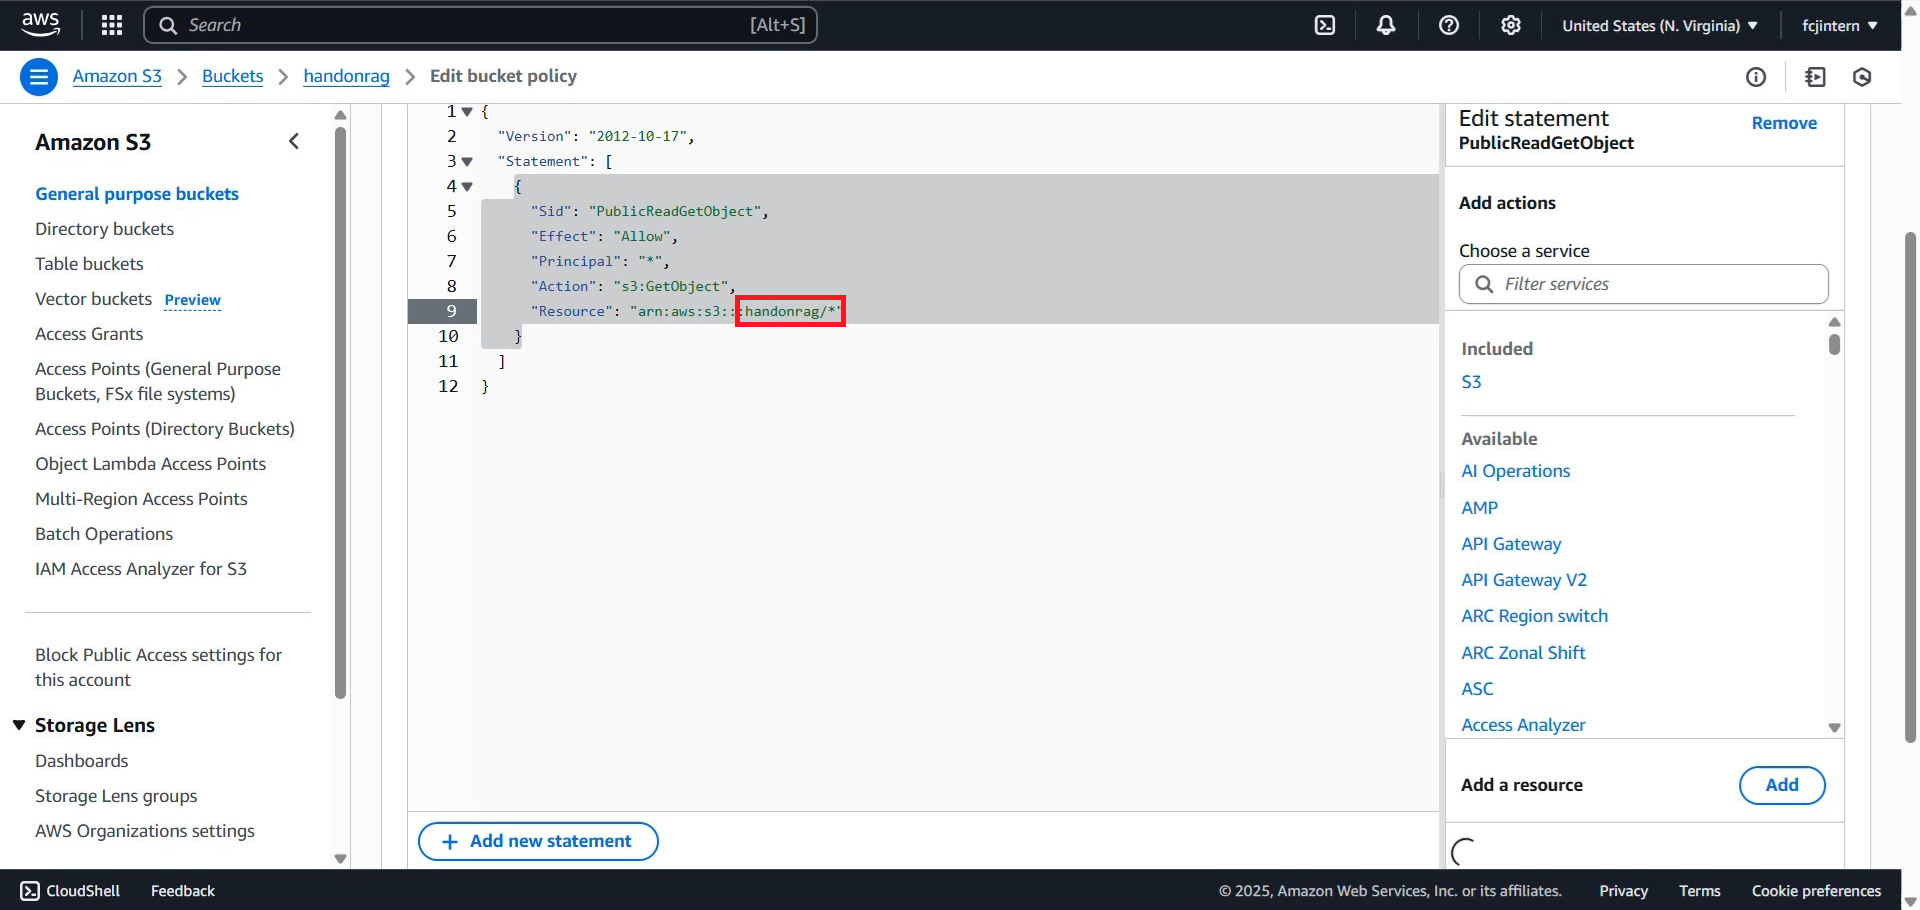 aws
Search
[Alt+S]
United States (N. Virginia)
fcjintern
Amazon S3
Buckets
handonrag
Edit bucket policy
Amazon S3
General purpose buckets
Directory buckets
Table buckets
Vector buckets Preview
Access Grants
Access Points (General Purpose
Buckets, FSx file systems)
Access Points (Directory Buckets)
Object Lambda Access Points
Multi-Region Access Points
Batch Operations
IAM Access Analyzer for S3
Block Public Access settings for
this account
Storage Lens
Dashboards
Storage Lens groups
AWS Organizations settings
1 {
2 "Version": "2012-10-17",
3 "Statement": [
4 {
5 "Sid": "PublicReadGetObject",
6 "Effect": "Allow",
7 "Principal": "*",
8 "Action": "s3:GetObject",
9 "Resource": "arn:aws:s3:::handonrag/*"
10 }
11 ]
12 }
+ Add new statement
Edit statement
PublicReadGetObject
Remove
Add actions
Choose a service
Filter services
Included
S3
Available
AI Operations
AMP
API Gateway
API Gateway V2
ARC Region switch
ARC Zonal Shift
ASC
Access Analyzer
Add a resource
Add
CloudShell
Feedback
© 2025, Amazon Web Services, Inc. or its affiliates.
Privacy
Terms
Cookie preferences